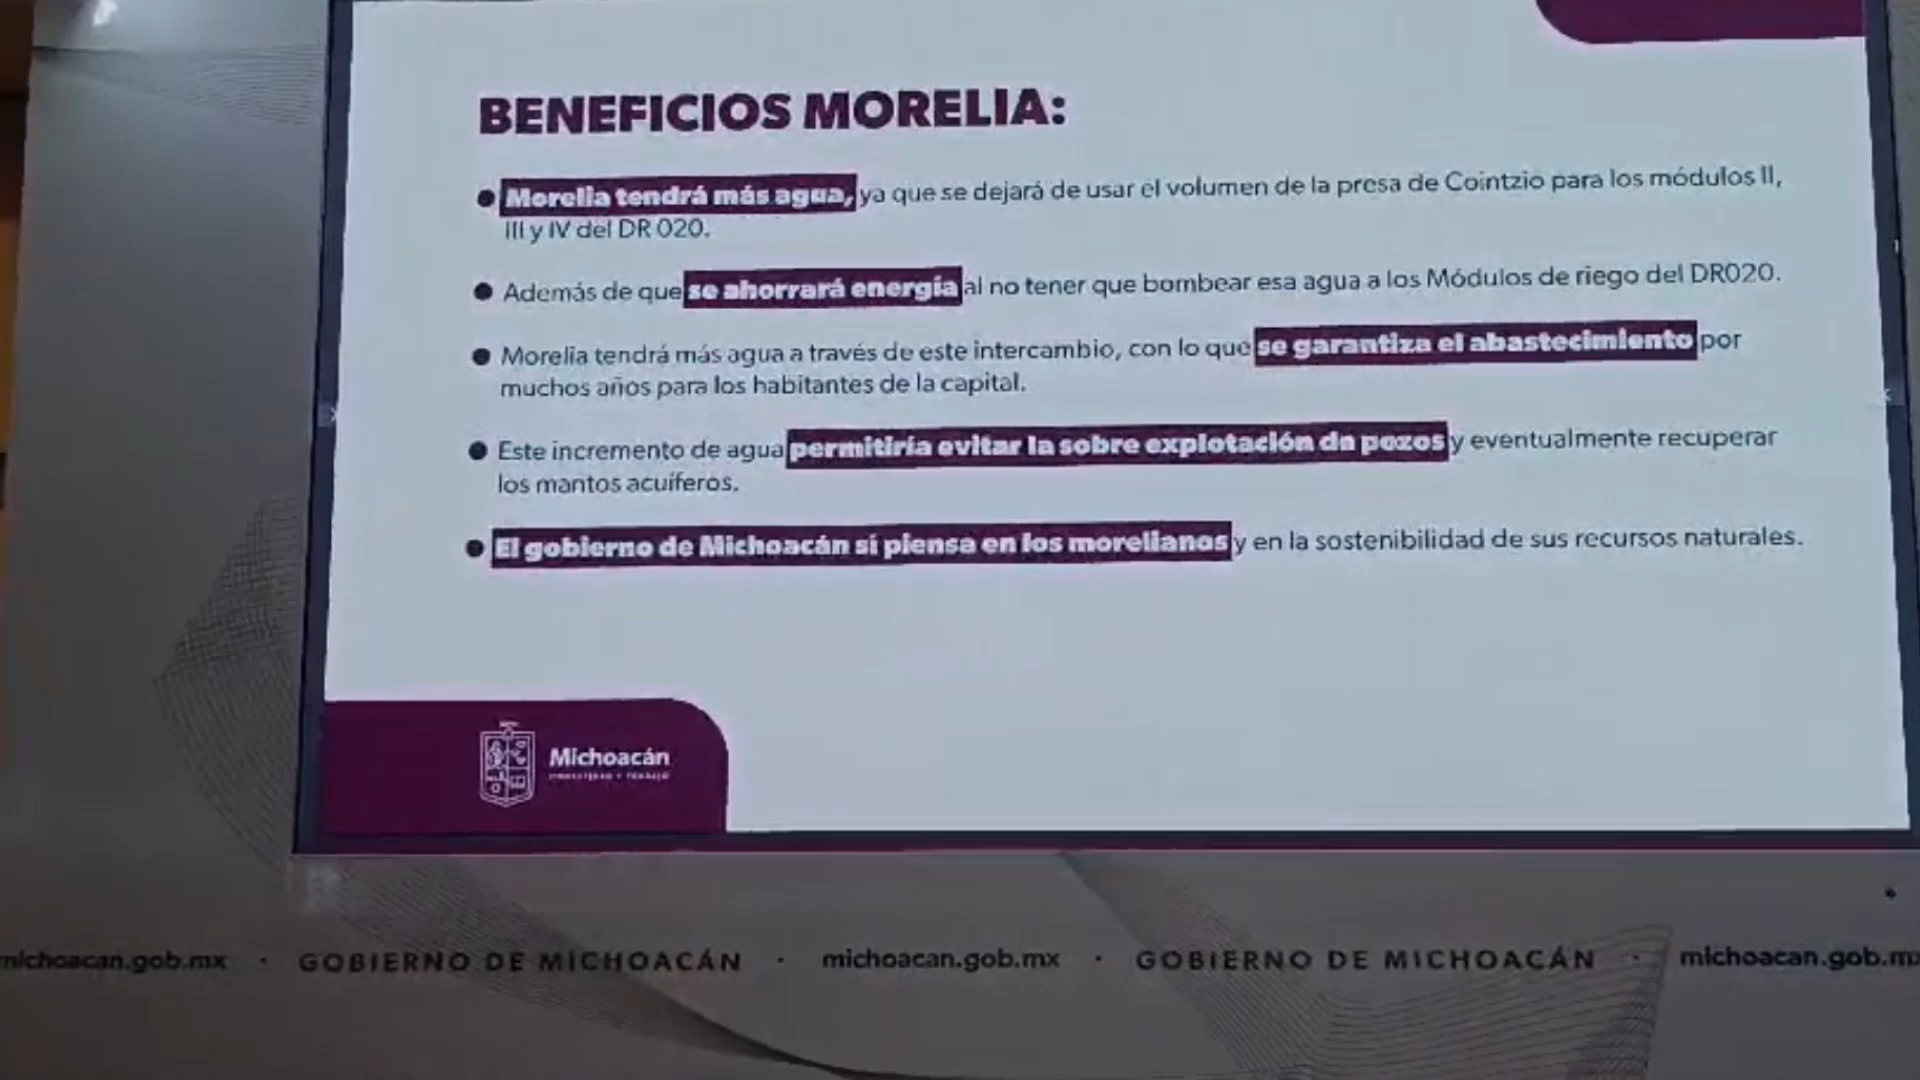 BENEFICIOS MORELIA:
● Morelia tendrá más agua, ya que se dejará de usar el volumen de la presa de Cointzio para los módulos II,
III y IV del DR 020.
● Además de que se ahorrará energía al no tener que bombear esa agua a los Módulos de riego del DR020.
● Morelia tendrá más agua a través de este intercambio, con lo que se garantiza el abastecimiento por
muchos años para los habitantes de la capital.
● Este incremento de agua permitiría evitar la sobre explotación dn pozos y eventualmente recuperar
los mantos acuíferos.
● El gobierno de Michoacán sí piensa en los morelianos y en la sostenibilidad de sus recursos naturales.
Michoacán
michoacan.gob.mx · GOBIERNO DE MICHOACÁN · michoacan.gob.mx · GOBIERNO DE MICHOACÁN · michoacan.gob.mx